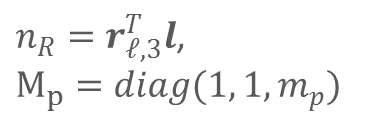 n_R = r_{ℓ,3}^T l,
M_p = diag(1, 1, m_p)